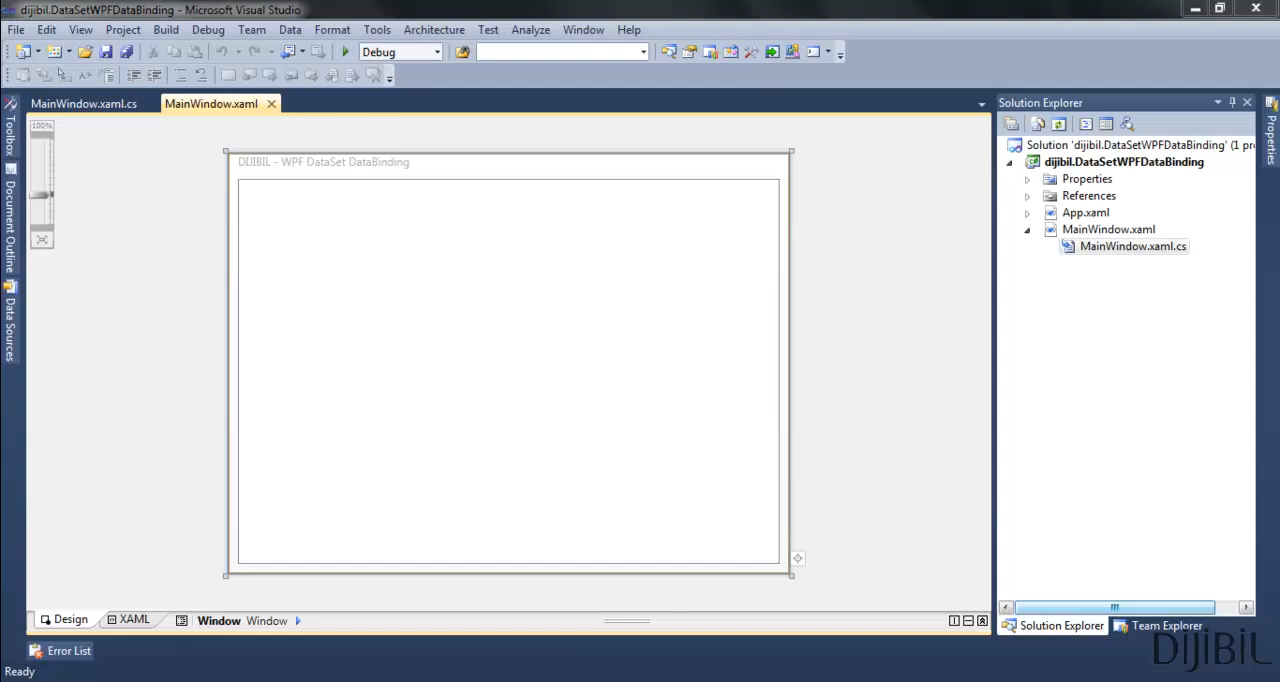 dijibil.DataSetWPFDataBinding - Microsoft Visual Studio
File Edit View Project Build Debug Team Data Format Tools Architecture Test Analyze Window Help
Debug
MainWindow.xaml.cs MainWindow.xaml
Solution Explorer
100%
Toolbox
Document Outline
Data Sources
Properties
DIJIBIL - WPF DataSet DataBinding
Solution 'dijibil.DataSetWPFDataBinding' (1 pr
dijibil.DataSetWPFDataBinding
Properties
References
App.xaml
MainWindow.xaml
MainWindow.xaml.cs
Design XAML Window Window
Solution Explorer Team Explorer
Error List
DIJIBIL
Ready